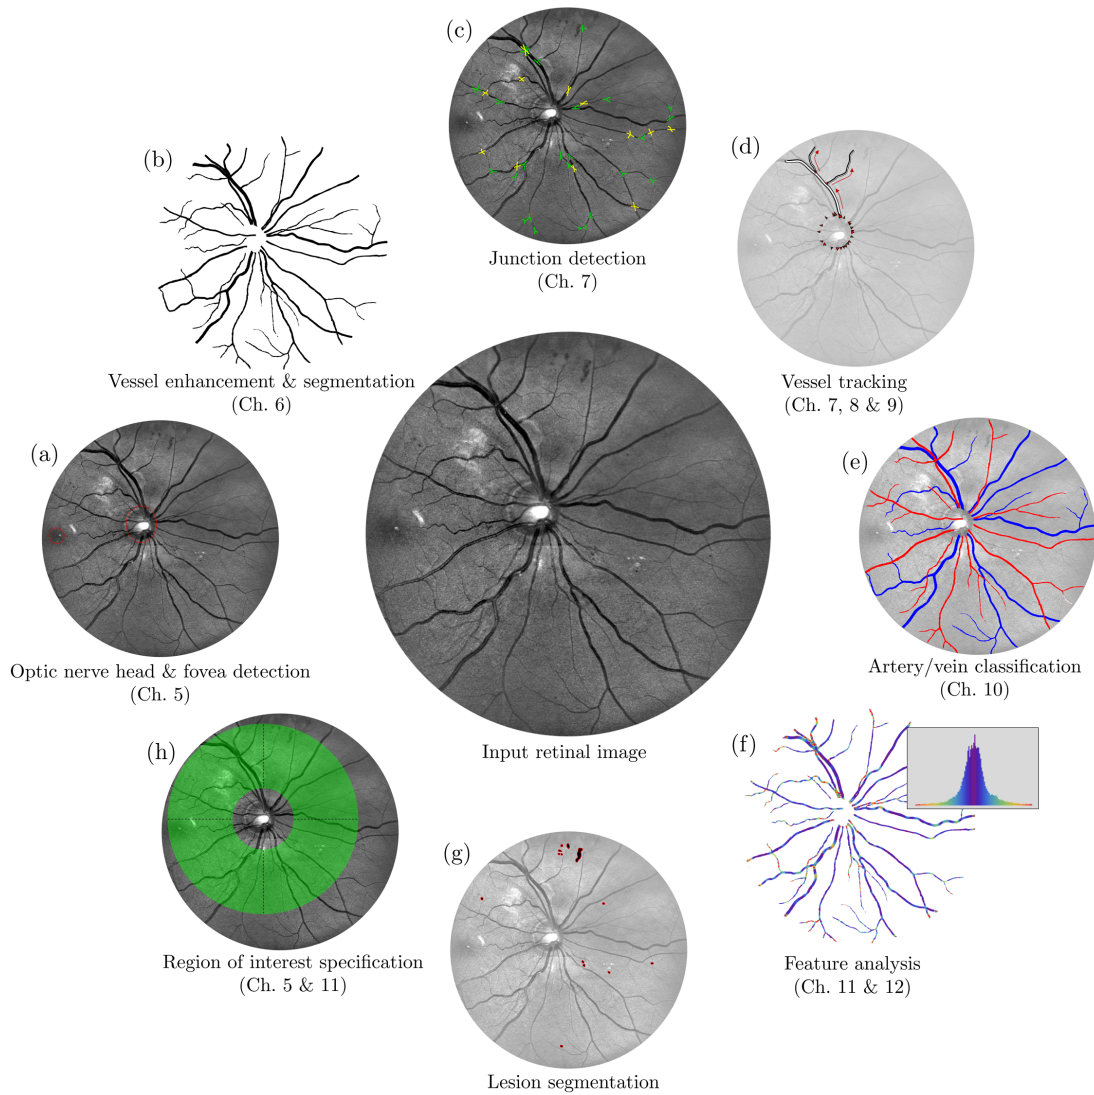 (c)
Junction detection
(Ch. 7)
(b)
Vessel enhancement & segmentation
(Ch. 6)
(d)
Vessel tracking
(Ch. 7, 8 & 9)
(a)
Optic nerve head & fovea detection
(Ch. 5)
Input retinal image
(e)
Artery/vein classification
(Ch. 10)
(h)
Region of interest specification
(Ch. 5 & 11)
(g)
Lesion segmentation
(f)
Feature analysis
(Ch. 11 & 12)